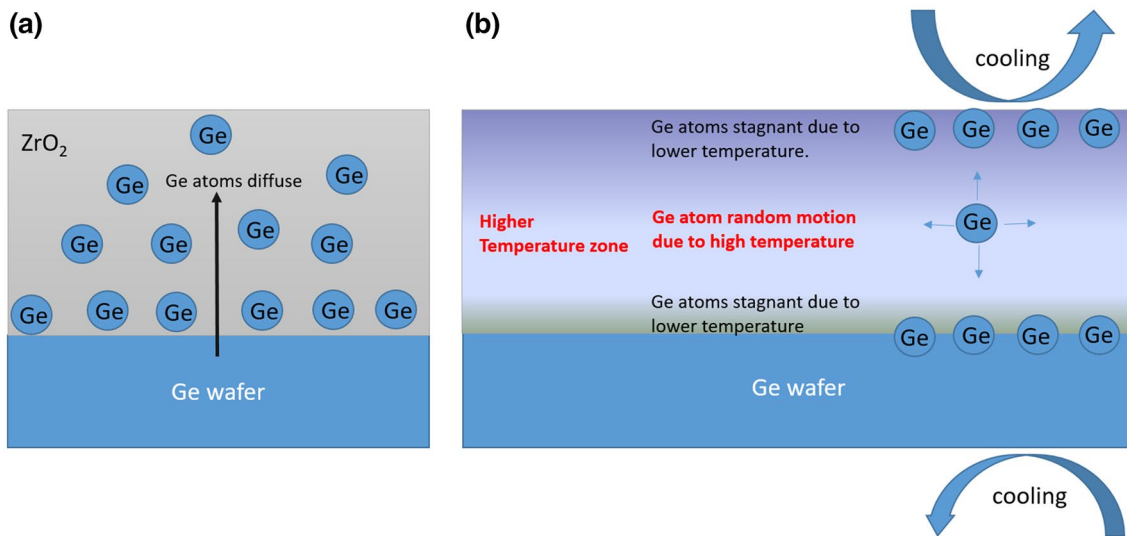 (a)
ZrO₂
Ge
Ge
Ge
Ge atoms diffuse
Ge
Ge
Ge
Ge
Ge
Ge
Ge
Ge
Ge
Ge
Ge wafer
(b)
cooling
Ge atoms stagnant due to
lower temperature.
Ge
Ge
Ge
Ge
Higher
Temperature zone
Ge atom random motion
due to high temperature
Ge
Ge atoms stagnant due to
lower temperature
Ge
Ge
Ge
Ge
Ge wafer
cooling